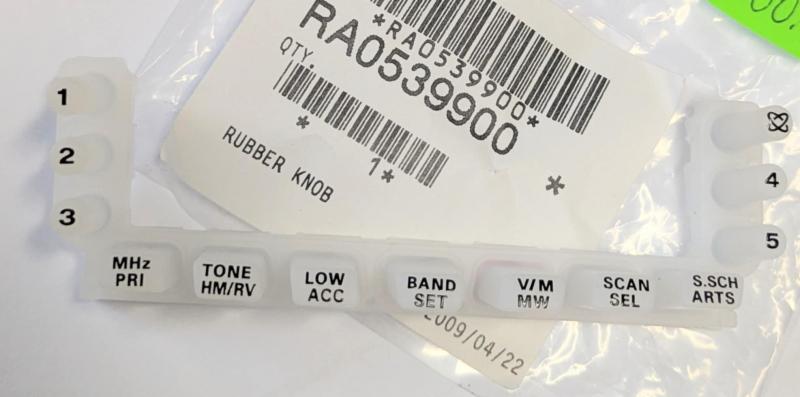 *RA0539900*
RA0539900
QTY.
* 1*
RUBBER KNOB
*
2009/04/22
1
2
3
4
5
MHz
PRI
TONE
HM/RV
LOW
ACC
BAND
SET
V/M
MW
SCAN
SEL
S.SCH
ARTS